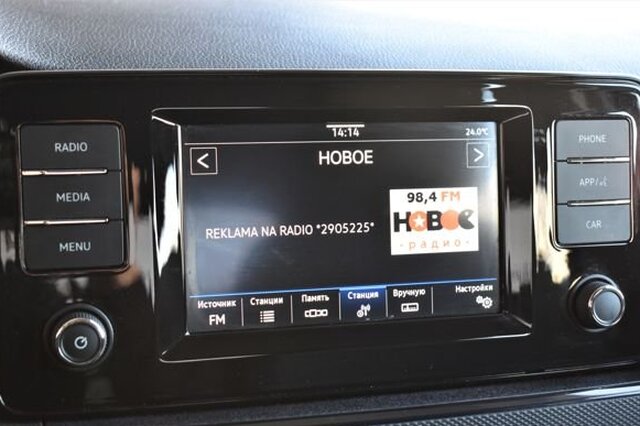 RADIO
MEDIA
MENU
14:14
24.0°C
НОВОЕ
REKLAMA NA RADIO *2905225*
98,4 FM
НОВОЕ
радио
Источник
FM
Станции
Память
Станция
Вручную
Настройки
PHONE
APP/
CAR